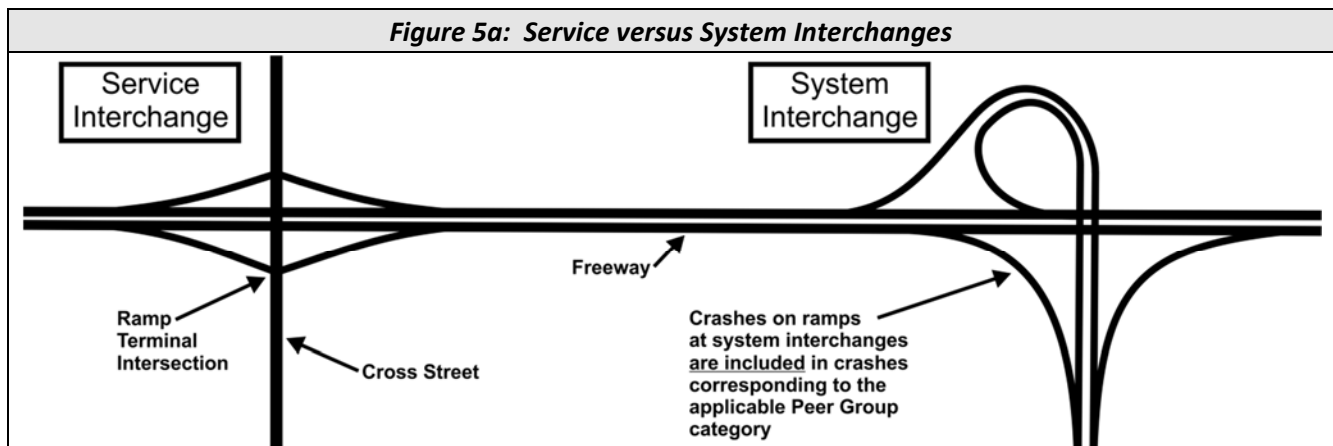 Figure 5a:  Service versus System Interchanges
Service
Interchange
System
Interchange
Freeway
Ramp
Terminal
Intersection
Cross Street
Crashes on ramps
at system interchanges
are included in crashes
corresponding to the
applicable Peer Group
category